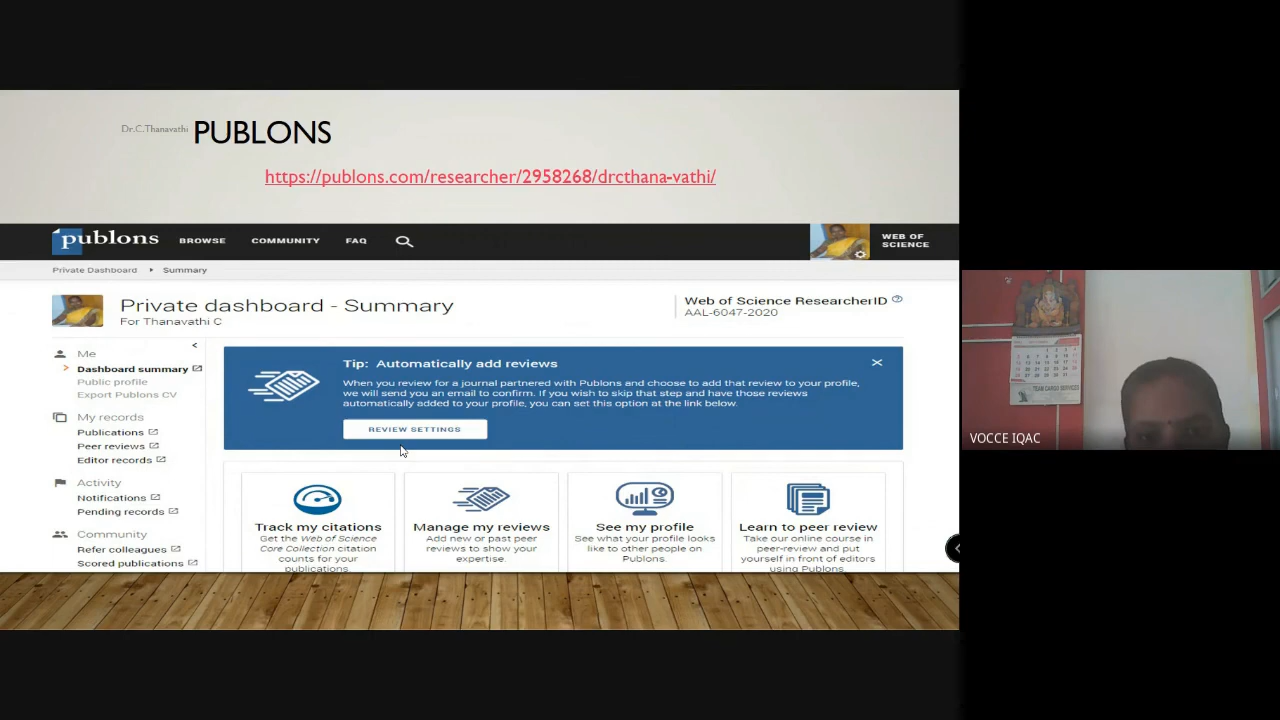 Dr.C.Thanavathi PUBLONS
https://publons.com/researcher/2958268/drcthana-vathi/
publons BROWSE COMMUNITY FAQ
WEB OF
SCIENCE
Private Dashboard Summary
Private dashboard - Summary
For Thanavathi C
Web of Science ResearcherID
AAL-6047-2020
Me
Dashboard summary
Public profile
Export Publons CV
My records
Publications
Peer reviews
Editor records
Activity
Notifications
Pending records
Community
Refer colleagues
Scored publications
Tip: Automatically add reviews
When you review for a journal partnered with Publons and choose to add that review to your profile,
we will send you an email to confirm. If you wish to skip that step and have those reviews
automatically added to your profile, you can set this option at the link below.
REVIEW SETTINGS
Track my citations
Get the Web of Science
Core Collection citation
counts for your
publications.
Manage my reviews
Add new or past peer
reviews to show your
expertise.
See my profile
See what your profile looks
like to other people on
Publons.
Learn to peer review
Take our online course in
peer-review and put
yourself in front of editors
using Publons.
VOCCE IQAC
TEAM CARGO SERVICES